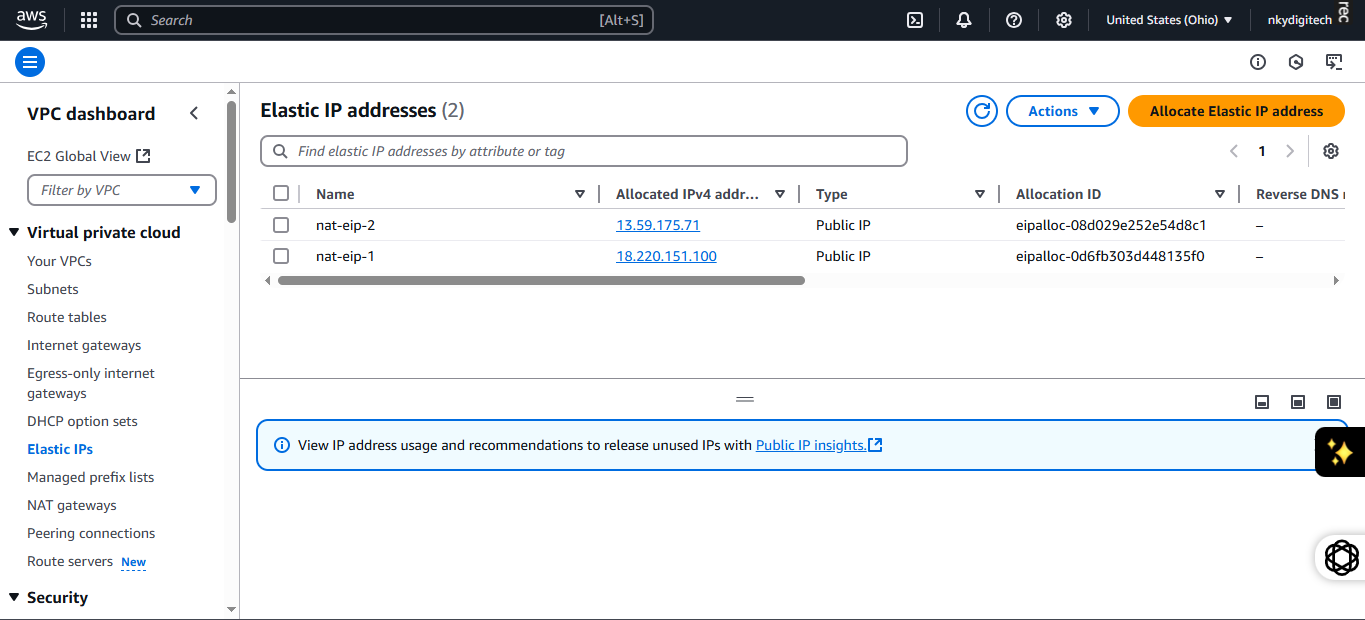 aws
Search [Alt+S]
United States (Ohio)
nkydigitech
rec
VPC dashboard
EC2 Global View
Filter by VPC
Virtual private cloud
Your VPCs
Subnets
Route tables
Internet gateways
Egress-only internet
gateways
DHCP option sets
Elastic IPs
Managed prefix lists
NAT gateways
Peering connections
Route servers New
Security
Elastic IP addresses (2)
Actions
Allocate Elastic IP address
Find elastic IP addresses by attribute or tag
1
Name Allocated IPv4 addr... Type Allocation ID Reverse DNS
nat-eip-2 13.59.175.71 Public IP eipalloc-08d029e252e54d8c1 –
nat-eip-1 18.220.151.100 Public IP eipalloc-0d6fb303d448135f0 –
View IP address usage and recommendations to release unused IPs with Public IP insights.